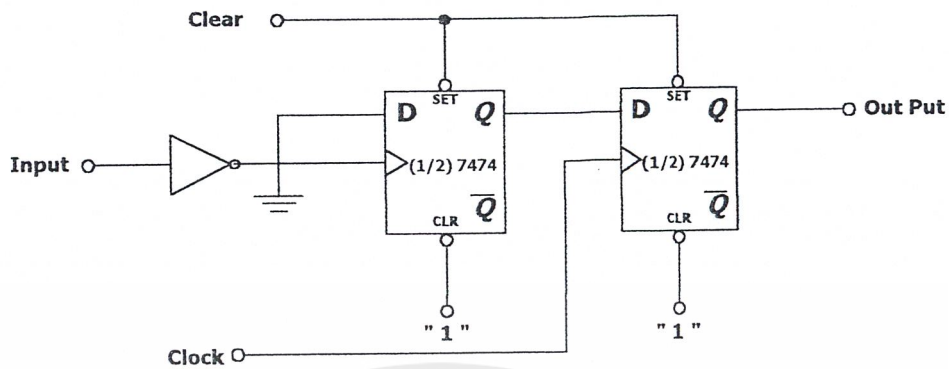 Clear
SET
SET
D
Q
D
Q
Out Put
Input
(1/2) 7474
(1/2) 7474
Q̅
Q̅
CLR
CLR
" 1 "
" 1 "
Clock